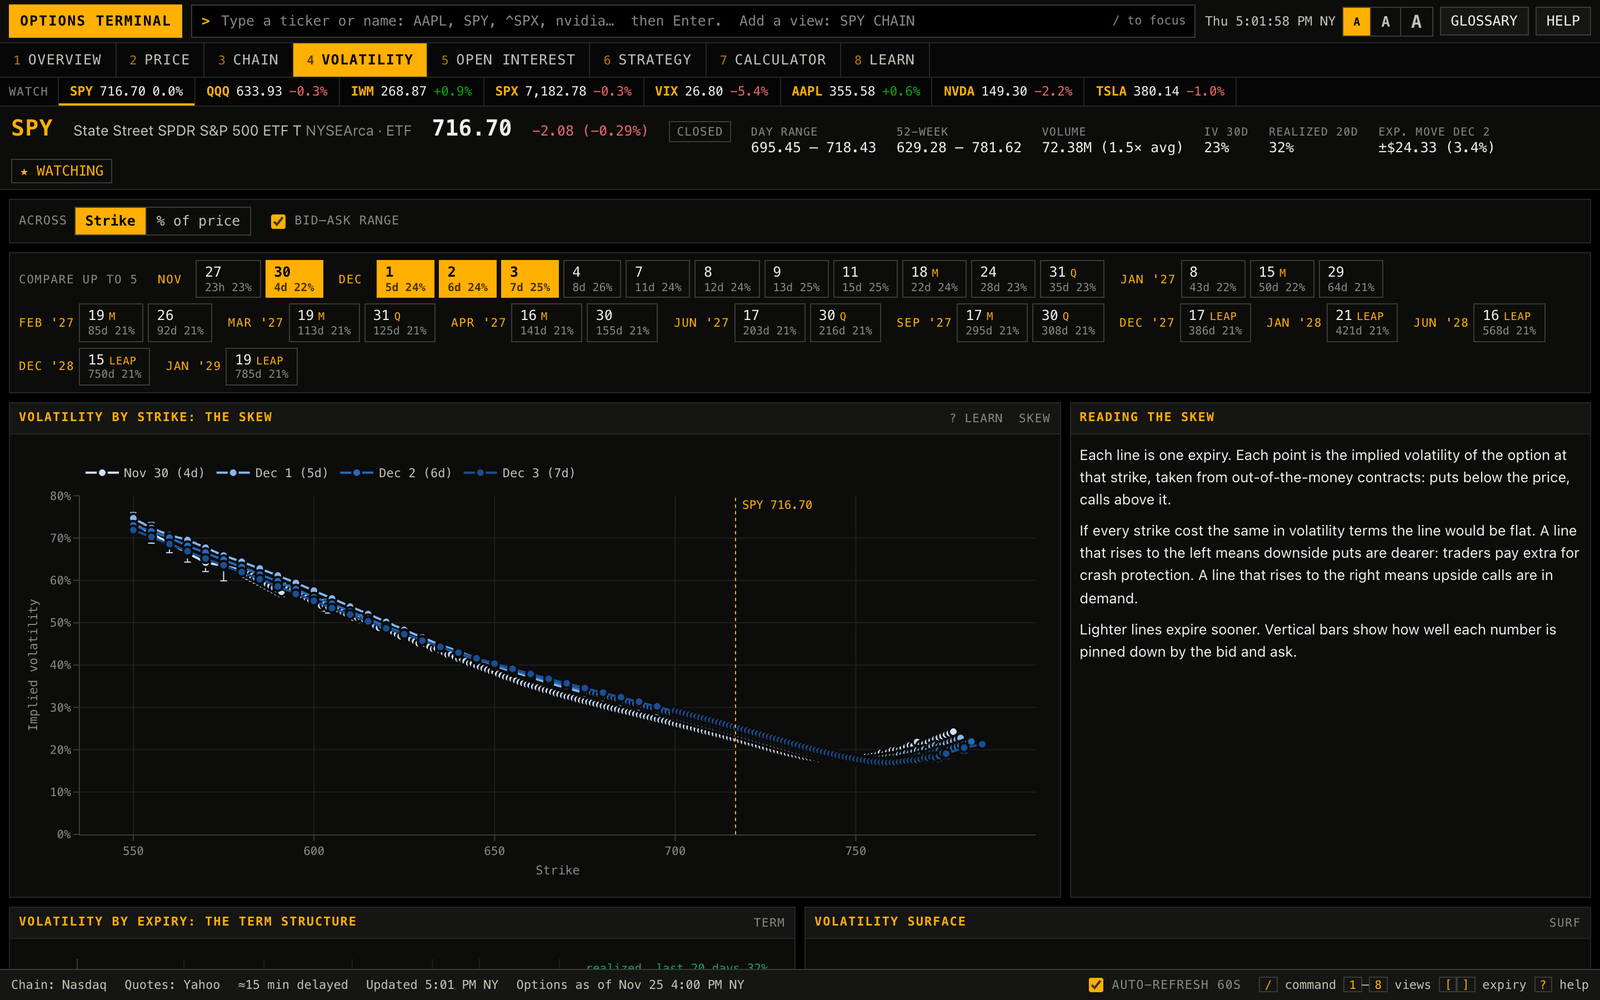 OPTIONS TERMINAL > Type a ticker or name: AAPL, SPY, ^SPX, nvidia… then Enter. Add a view: SPY CHAIN / to focus Thu 5:01:58 PM NY A A A GLOSSARY HELP
1 OVERVIEW 2 PRICE 3 CHAIN 4 VOLATILITY 5 OPEN INTEREST 6 STRATEGY 7 CALCULATOR 8 LEARN
WATCH SPY 716.70 0.0% QQQ 633.93 −0.3% IWM 268.87 +0.9% SPX 7,182.78 −0.3% VIX 26.80 −5.4% AAPL 355.58 +0.6% NVDA 149.30 −2.2% TSLA 380.14 −1.0%
SPY State Street SPDR S&P 500 ETF T NYSEArca · ETF 716.70 −2.08 (−0.29%) CLOSED
DAY RANGE 52-WEEK VOLUME IV 30D REALIZED 20D EXP. MOVE DEC 2
695.45 – 718.43 629.28 – 781.62 72.38M (1.5× avg) 23% 32% ±$24.33 (3.4%)
★ WATCHING
ACROSS Strike % of price BID-ASK RANGE
COMPARE UP TO 5 NOV 27 30 DEC 1 2 3 4 7 8 9 11 18 M 24 31 Q JAN '27 8 15 M 29
23h 23% 4d 22% 5d 24% 6d 24% 7d 25% 8d 26% 11d 24% 12d 24% 13d 25% 15d 25% 22d 24% 28d 23% 35d 23% 43d 22% 50d 22% 64d 21%
FEB '27 19 M 26 MAR '27 19 M 31 Q APR '27 16 M 30 JUN '27 17 30 Q SEP '27 17 M 30 Q DEC '27 17 LEAP JAN '28 21 LEAP JUN '28 16 LEAP
85d 21% 92d 21% 113d 21% 125d 21% 141d 21% 155d 21% 203d 21% 216d 21% 295d 21% 308d 21% 386d 21% 421d 21% 568d 21%
DEC '28 15 LEAP JAN '29 19 LEAP
750d 21% 785d 21%
VOLATILITY BY STRIKE: THE SKEW ? LEARN SKEW
Nov 30 (4d) Dec 1 (5d) Dec 2 (6d) Dec 3 (7d)
80%
SPY 716.70
70%
60%
50%
40%
30%
20%
10%
0%
Implied volatility
550 600 650 700 750
Strike
READING THE SKEW
Each line is one expiry. Each point is the implied volatility of the option at
that strike, taken from out-of-the-money contracts: puts below the price,
calls above it.
If every strike cost the same in volatility terms the line would be flat. A line
that rises to the left means downside puts are dearer: traders pay extra for
crash protection. A line that rises to the right means upside calls are in
demand.
Lighter lines expire sooner. Vertical bars show how well each number is
pinned down by the bid and ask.
VOLATILITY BY EXPIRY: THE TERM STRUCTURE TERM
realized, last 20 days 32%
VOLATILITY SURFACE SURF
Chain: Nasdaq Quotes: Yahoo ≈15 min delayed Updated 5:01 PM NY Options as of Nov 25 4:00 PM NY AUTO-REFRESH 60S / command 1–8 views [ ] expiry ? help